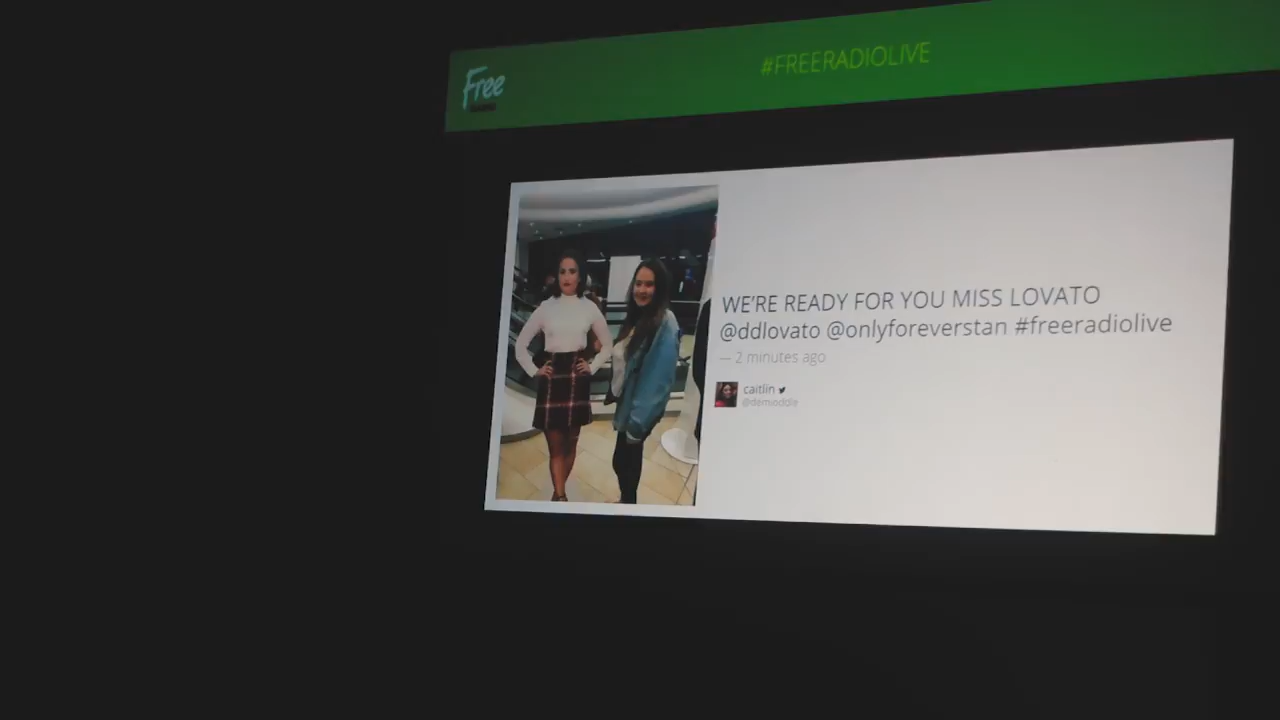 Free
#FREERADIOLIVE
WE'RE READY FOR YOU MISS LOVATO
@ddlovato @onlyforeverstan #freeradiolive
— 2 minutes ago
caitlin